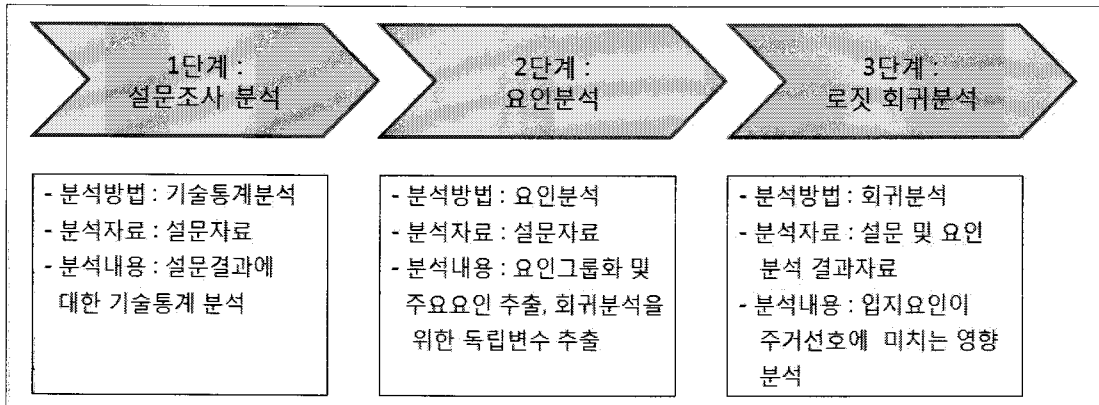 1단계 :
설문조사 분석
2단계 :
요인분석
3단계 :
로짓 회귀분석
- 분석방법 : 기술통계분석
- 분석자료 : 설문자료
- 분석내용 : 설문결과에
대한 기술통계 분석
- 분석방법 : 요인분석
- 분석자료 : 설문자료
- 분석내용 : 요인그룹화 및
주요요인 추출, 회귀분석을
위한 독립변수 추출
- 분석방법 : 회귀분석
- 분석자료 : 설문 및 요인
분석 결과자료
- 분석내용 : 입지요인이
주거선호에 미치는 영향
분석